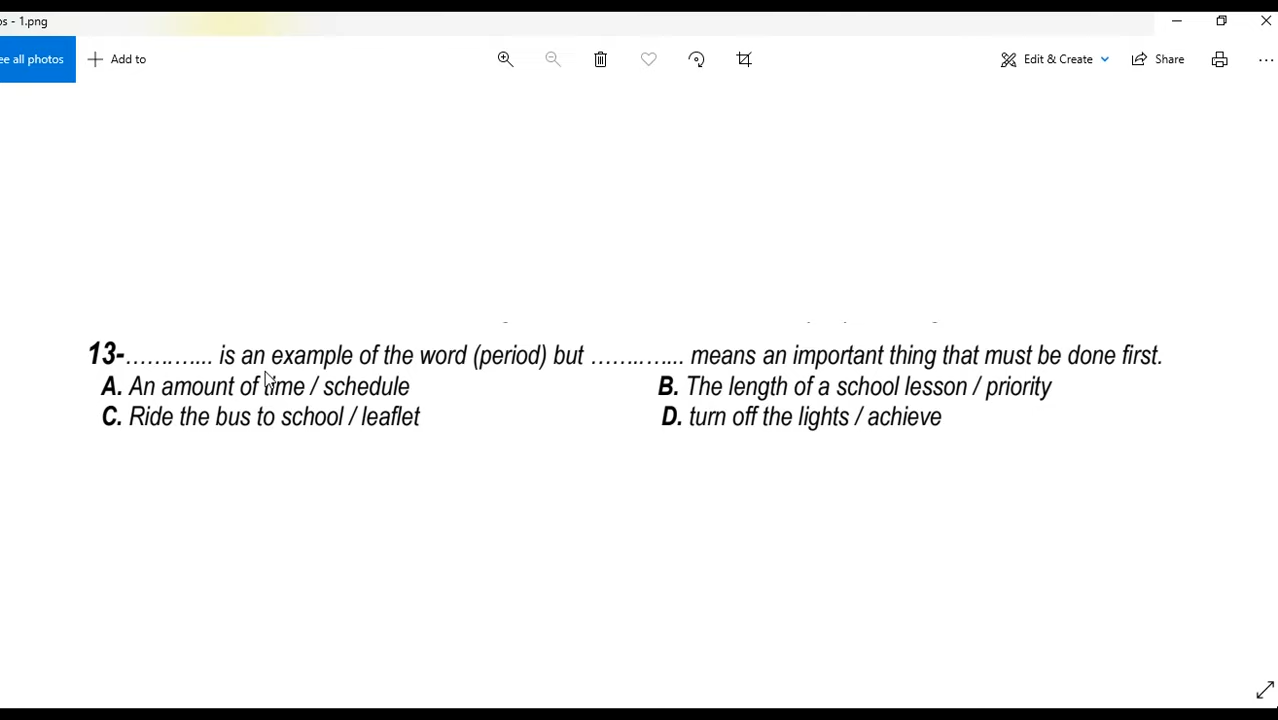 os - 1.png
ee all photos
Add to
Edit & Create
Share
13-………... is an example of the word (period) but ………... means an important thing that must be done first.
A. An amount of time / schedule
B. The length of a school lesson / priority
C. Ride the bus to school / leaflet
D. turn off the lights / achieve